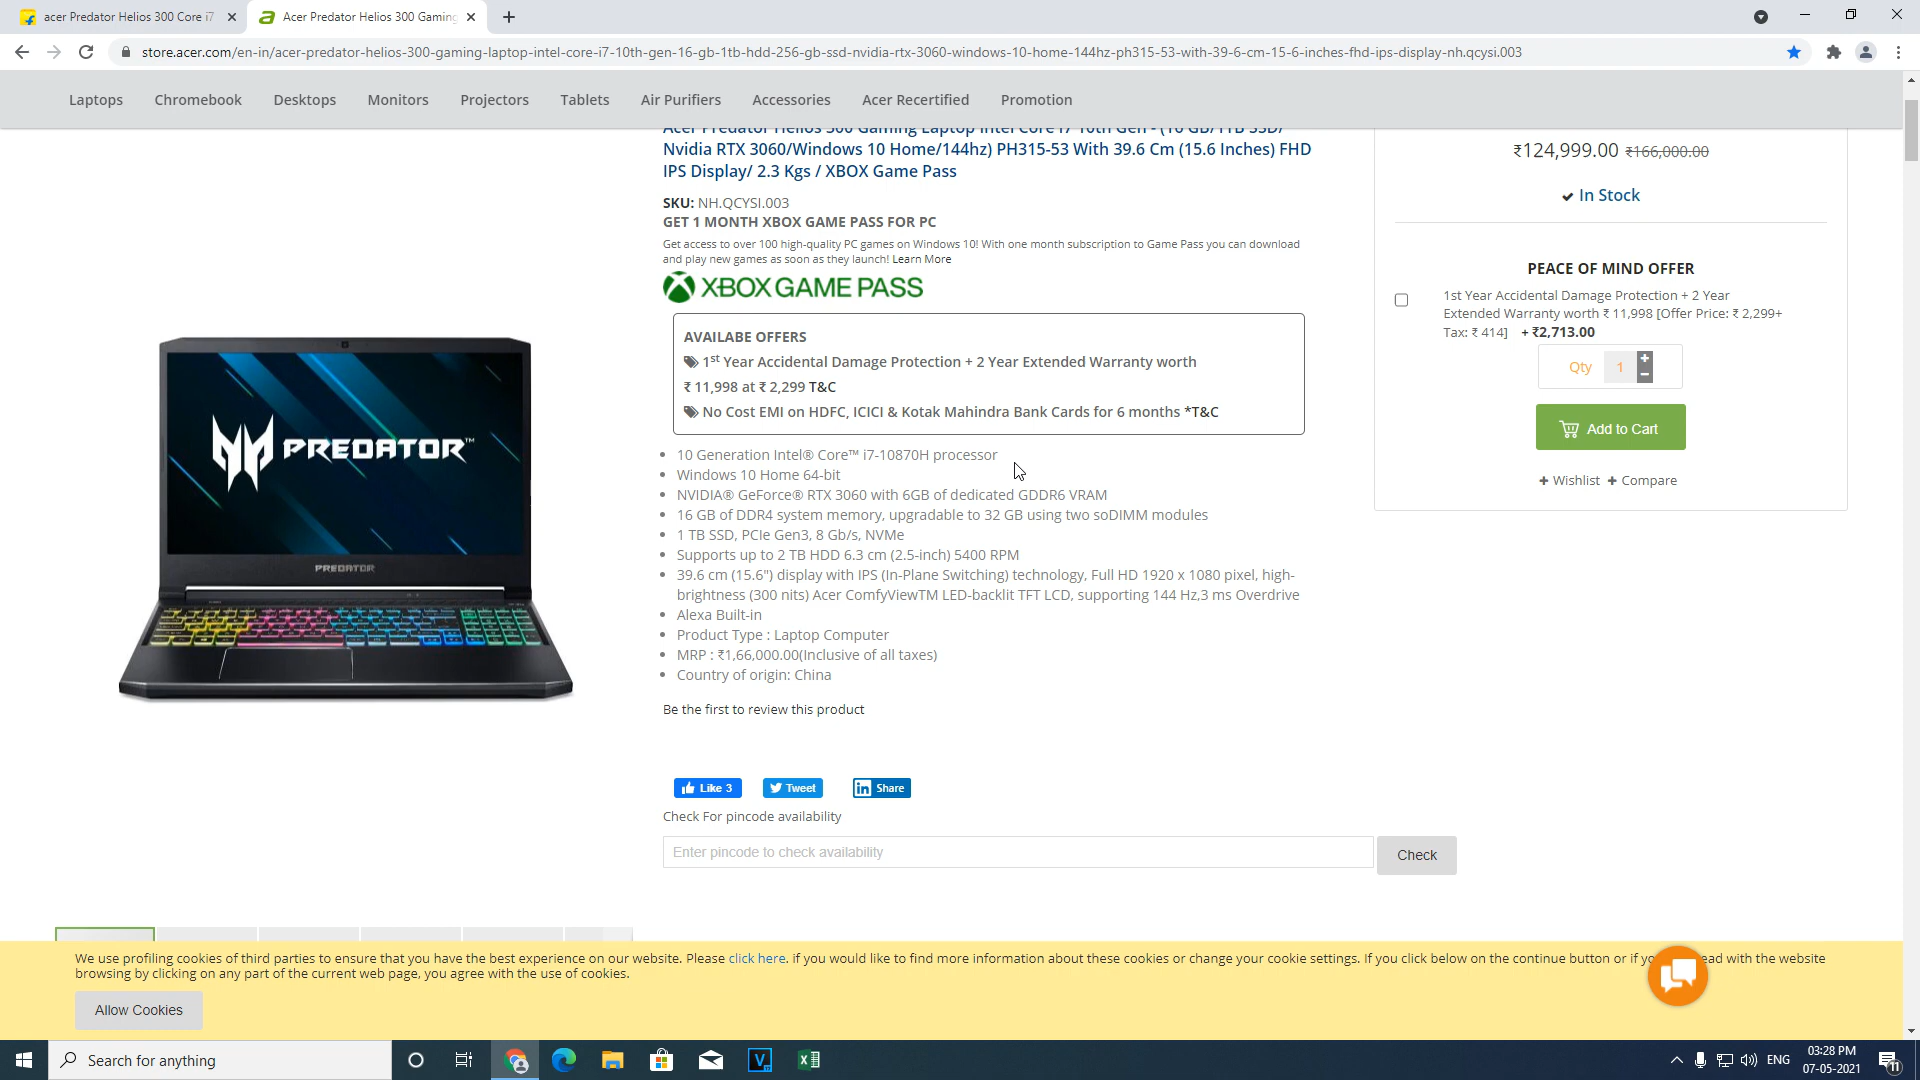 acer Predator Helios 300 Core i7
Acer Predator Helios 300 Gaming
store.acer.com/en-in/acer-predator-helios-300-gaming-laptop-intel-core-i7-10th-gen-16-gb-1tb-hdd-256-gb-ssd-nvidia-rtx-3060-windows-10-home-144hz-ph315-53-with-39-6-cm-15-6-inches-fhd-ips-display-nh.qcysi.003
Laptops Chromebook Desktops Monitors Projectors Tablets Air Purifiers Accessories Acer Recertified Promotion
Acer Predator Helios 300 Gaming Laptop Intel Core I7 10th Gen - (16 GB/1TB SSD/
Nvidia RTX 3060/Windows 10 Home/144hz) PH315-53 With 39.6 Cm (15.6 Inches) FHD
IPS Display/ 2.3 Kgs / XBOX Game Pass
SKU: NH.QCYSI.003
GET 1 MONTH XBOX GAME PASS FOR PC
Get access to over 100 high-quality PC games on Windows 10! With one month subscription to Game Pass you can download
and play new games as soon as they launch! Learn More
XBOX GAME PASS
AVAILABE OFFERS
1st Year Accidental Damage Protection + 2 Year Extended Warranty worth
₹ 11,998 at ₹ 2,299 T&C
No Cost EMI on HDFC, ICICI & Kotak Mahindra Bank Cards for 6 months *T&C
• 10 Generation Intel® Core™ i7-10870H processor
• Windows 10 Home 64-bit
• NVIDIA® GeForce® RTX 3060 with 6GB of dedicated GDDR6 VRAM
• 16 GB of DDR4 system memory, upgradable to 32 GB using two soDIMM modules
• 1 TB SSD, PCIe Gen3, 8 Gb/s, NVMe
• Supports up to 2 TB HDD 6.3 cm (2.5-inch) 5400 RPM
• 39.6 cm (15.6") display with IPS (In-Plane Switching) technology, Full HD 1920 x 1080 pixel, high-
brightness (300 nits) Acer ComfyViewTM LED-backlit TFT LCD, supporting 144 Hz,3 ms Overdrive
• Alexa Built-in
• Product Type : Laptop Computer
• MRP : ₹1,66,000.00(Inclusive of all taxes)
• Country of origin: China
Be the first to review this product
Like 3 Tweet Share
Check For pincode availability
Enter pincode to check availability
Check
₹124,999.00 ₹166,000.00
In Stock
PEACE OF MIND OFFER
1st Year Accidental Damage Protection + 2 Year
Extended Warranty worth ₹ 11,998 [Offer Price: ₹ 2,299+
Tax: ₹ 414] + ₹2,713.00
Qty 1
Add to Cart
+ Wishlist + Compare
PREDATOR
PREDATOR
We use profiling cookies of third parties to ensure that you have the best experience on our website. Please click here. if you would like to find more information about these cookies or change your cookie settings. If you click below on the continue button or if ead with the website
browsing by clicking on any part of the current web page, you agree with the use of cookies.
Allow Cookies
Search for anything
ENG
03:28 PM
07-05-2021
11